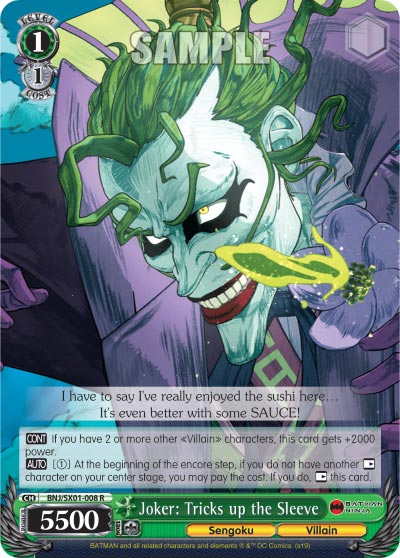 LEVEL
1
1
COST
SAMPLE
I have to say I've really enjoyed the sushi here…
It's even better with some SAUCE!
CONT If you have 2 or more other «Villain» characters, this card gets +2000
power.
AUTO [①] At the beginning of the encore step, if you do not have another
character on your center stage, you may pay the cost. If you do, this card.
CH BNJ/SX01-008 R
Joker: Tricks up the Sleeve
BATMAN
NINJA
POWER
5500
Sengoku
Villain
BATMAN and all related characters and elements © &™ DC Comics. (s19)